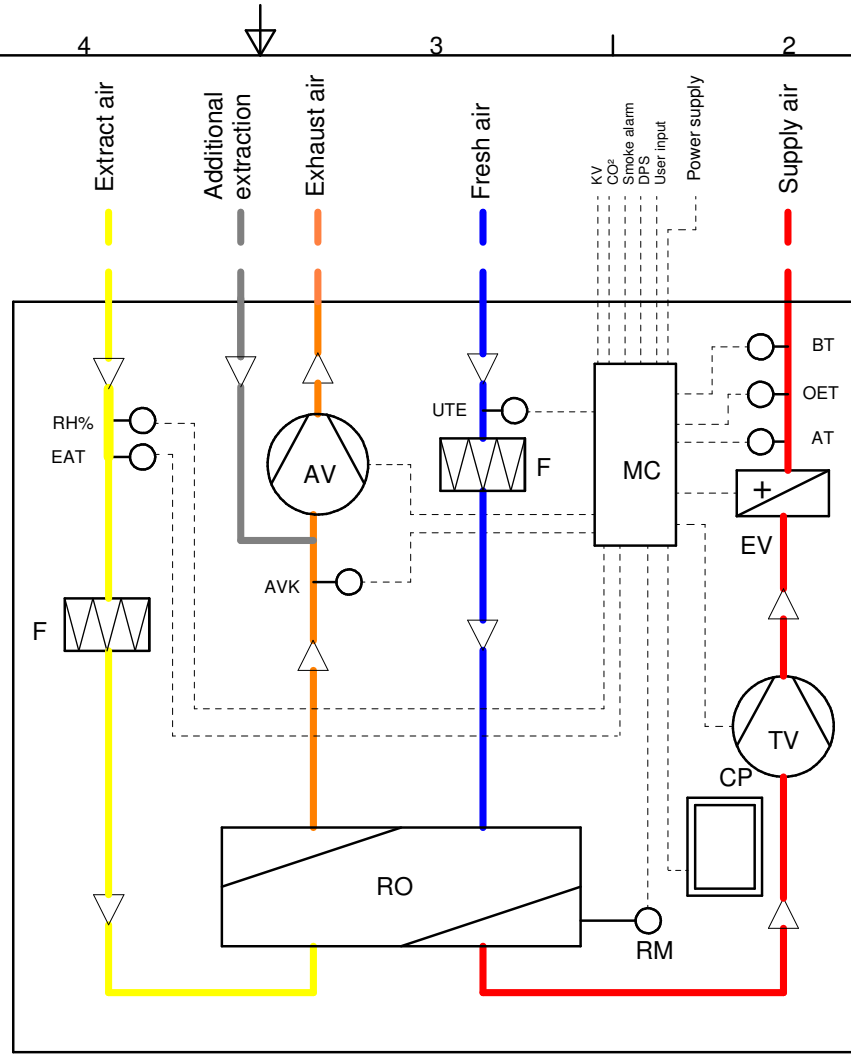 4
3
2
Extract air
Additional
extraction
Exhaust air
Fresh air
KV
CO²
Smoke alarm
DPS
User input
Power supply
Supply air
BT
OET
AT
UTE
RH%
EAT
AV
F
MC
+
EV
AVK
F
TV
CP
RO
RM